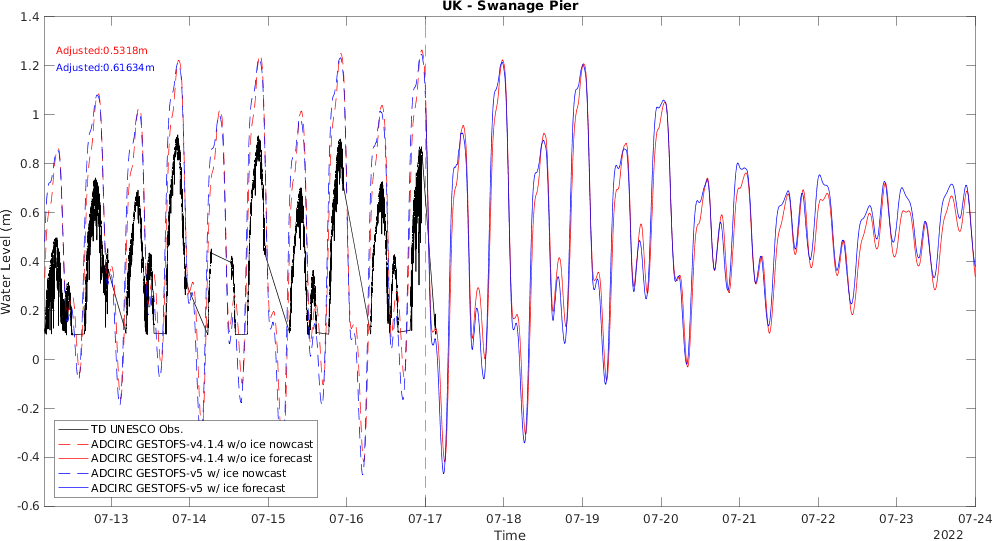 UK - Swanage Pier
Adjusted:0.5318m
Adjusted:0.61634m
1.4
1.2
1
0.8
0.6
0.4
0.2
0
-0.2
-0.4
-0.6
Water Level (m)
TD UNESCO Obs.
ADCIRC GESTOFS-v4.1.4 w/o ice nowcast
ADCIRC GESTOFS-v4.1.4 w/o ice forecast
ADCIRC GESTOFS-v5 w/ ice nowcast
ADCIRC GESTOFS-v5 w/ ice forecast
07-13 07-14 07-15 07-16 07-17 07-18 07-19 07-20 07-21 07-22 07-23 07-24
Time
2022